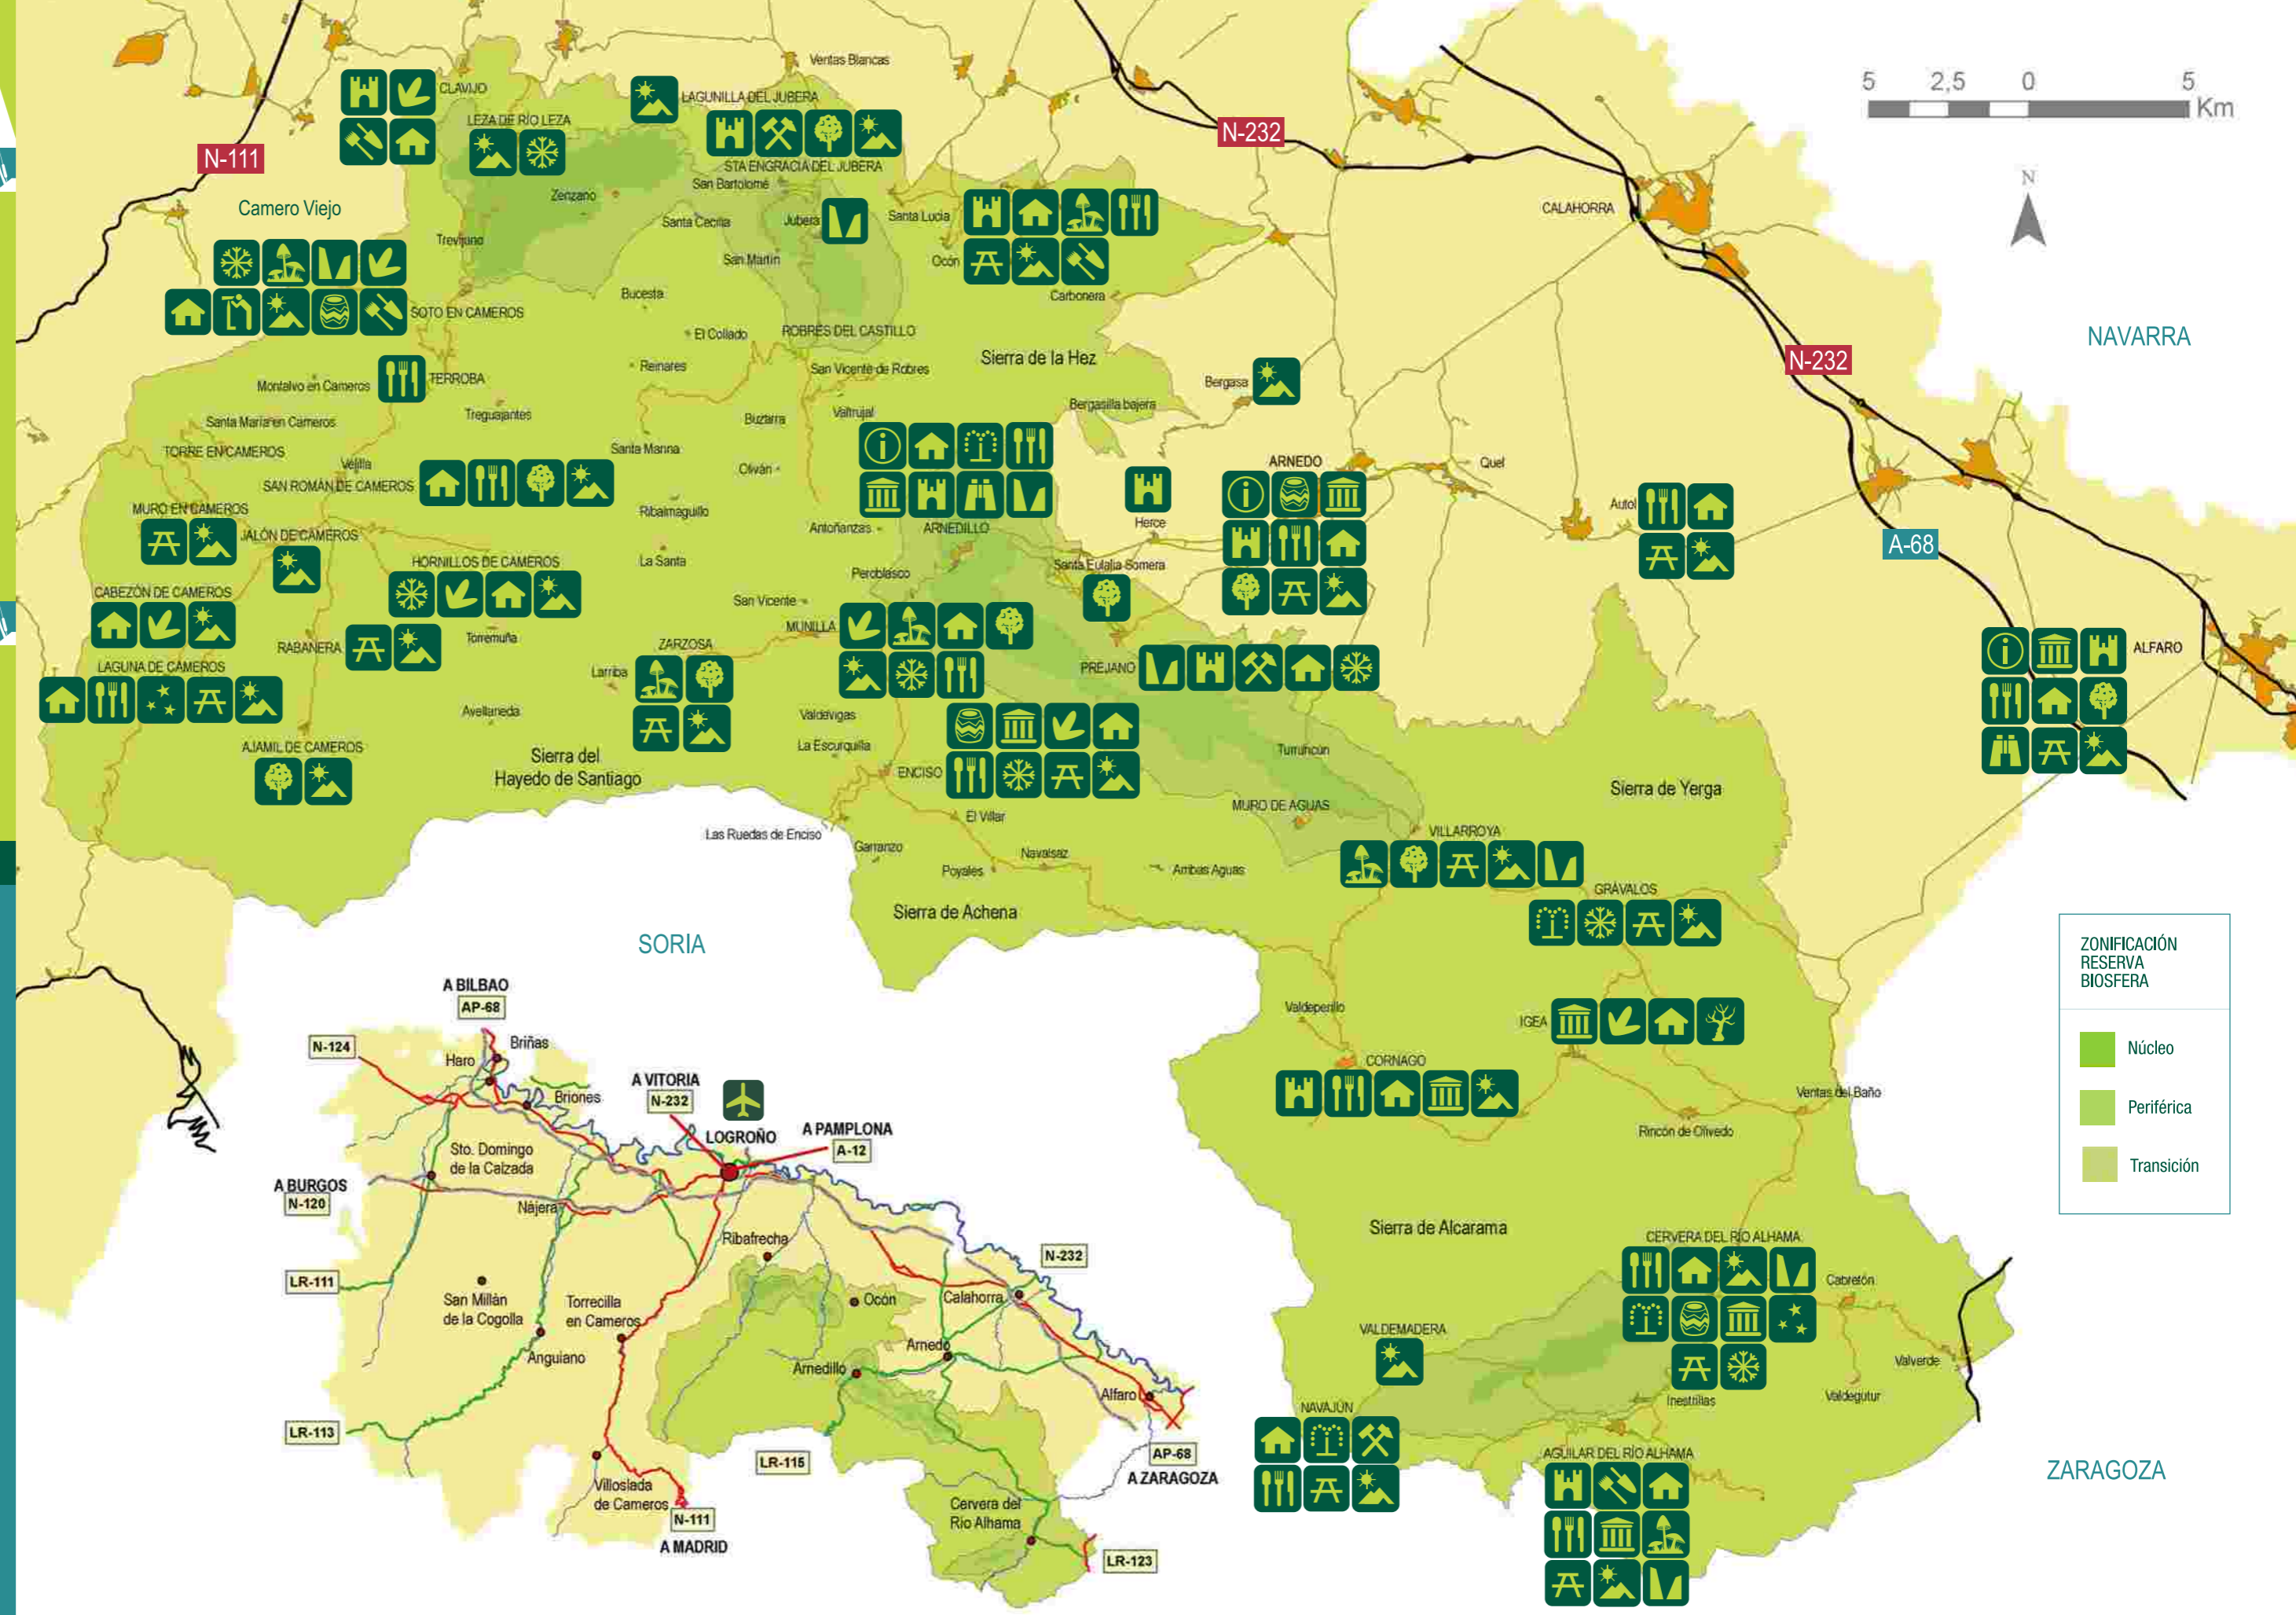 Ventas Blancas
5 2,5 0 5
Km
CLAVIJO
LAGUNILLA DEL JUBERA
LEZA DE RÍO LEZA
N-232
N-111
STA ENGRACIA DEL JUBERA
San Bartolomé
N
Zenzano
Camero Viejo
Santa Cecilia
Jubera
Santa Lucia
CALAHORRA
Trevijano
San Martín
Ocón
Bucesta
Carbonera
SOTO EN CAMEROS
El Collado
ROBRES DEL CASTILLO
NAVARRA
Sierra de la Hez
N-232
Reinares
San Vicente de Robres
Montalvo en Cameros
TERROBA
Bergasa
Treguajantes
Buzarra
Valtrujal
Bergasilla bajera
Santa María en Cameros
Santa Marina
TORRE EN CAMEROS
Velilla
Oliván
ARNEDO
Quel
SAN ROMÁN DE CAMEROS
MURO EN CAMEROS
Ribalmaguillo
Autol
JALÓN DE CAMEROS
Antoñanzas
ARNEDILLO
Herce
A-68
HORNILLOS DE CAMEROS
La Santa
Peroblasco
Santa Eulalia Somera
CABEZÓN DE CAMEROS
San Vicente
MUNILLA
RABANERA
Torremuña
ZARZOSA
ALFARO
LAGUNA DE CAMEROS
Larriba
PRÉJANO
Avellaneda
Valdevigas
AJAMIL DE CAMEROS
La Escurquilla
Turruncún
Sierra del
Hayedo de Santiago
ENCISO
Sierra de Yerga
MURO DE AGUAS
El Villar
Las Ruedas de Enciso
VILLARROYA
Garranzo
Navalsaz
Poyales
Ambas Aguas
GRÁVALOS
Sierra de Achena
SORIA
ZONIFICACIÓN
RESERVA
BIOSFERA
Núcleo
Periférica
Transición
Valdeperillo
IGEA
CORNAGO
Ventas del Baño
Rincón de Olivedo
Sierra de Alcarama
CERVERA DEL RÍO ALHAMA
Cabretón
VALDEMADERA
Valverde
Valdegutur
Inestrillas
NAVAJÚN
AGUILAR DEL RÍO ALHAMA
ZARAGOZA
A BILBAO
AP-68
N-124
Briñas
Haro
Briones
A VITORIA
N-232
LOGROÑO
A PAMPLONA
A-12
Sto. Domingo
de la Calzada
A BURGOS
N-120
Nájera
Ribafrecha
N-232
LR-111
San Millán
de la Cogolla
Torrecilla
en Cameros
Ocón
Calahorra
Anguiano
Arnedo
Arnedillo
Alfaro
LR-113
AP-68
A ZARAGOZA
LR-115
Villoslada
de Cameros
N-111
A MADRID
Cervera del
Río Alhama
LR-123